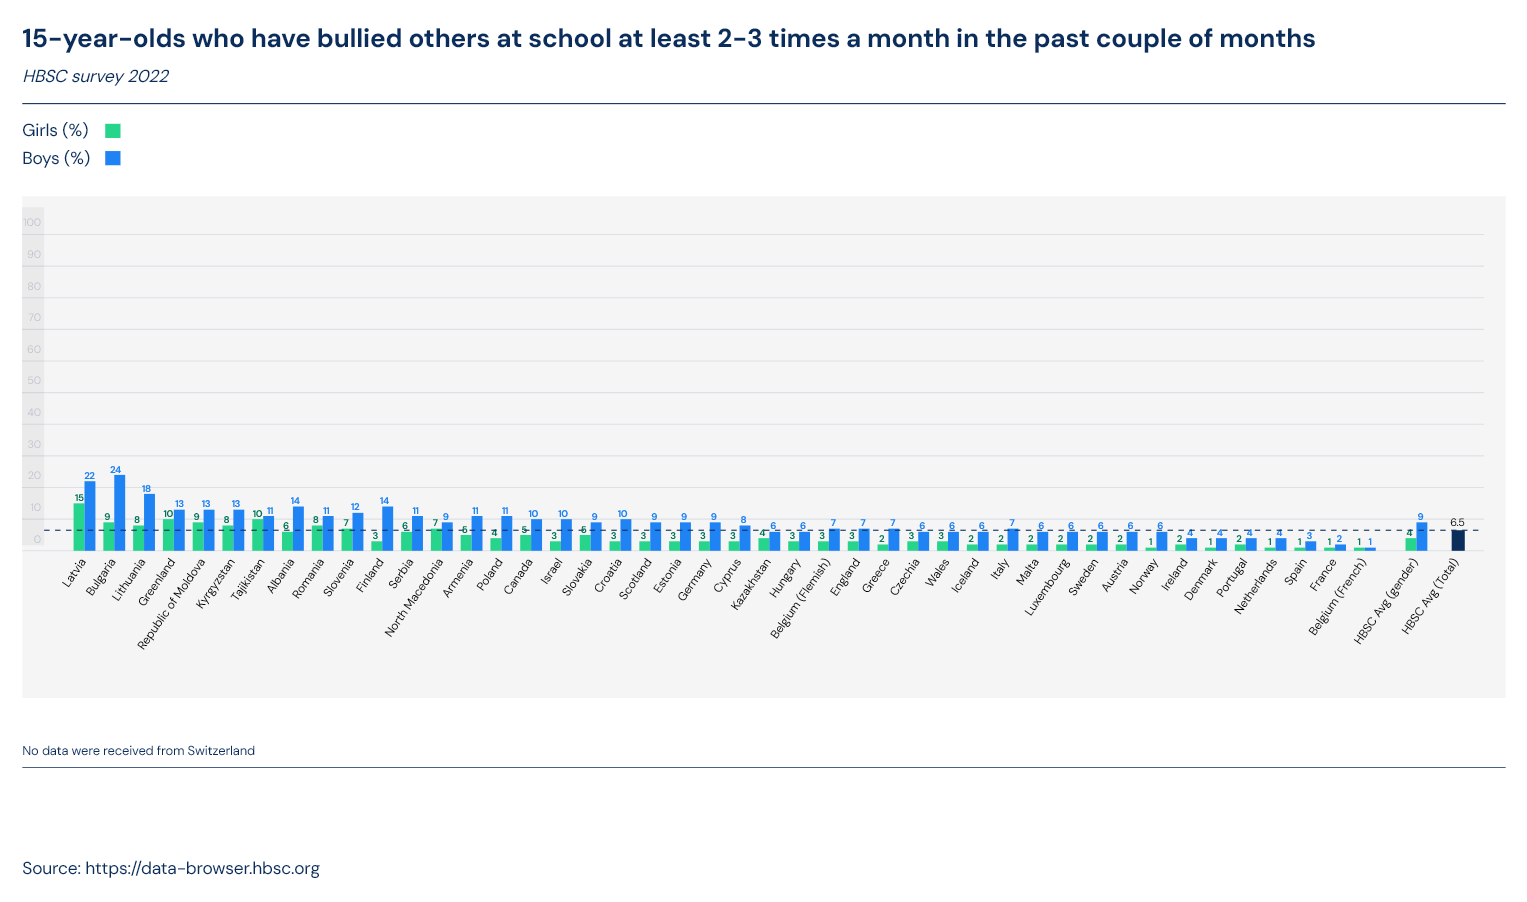 15-year-olds who have bullied others at school at least 2-3 times a month in the past couple of months
HBSC survey 2022
Girls (%)
Boys (%)
100
90
80
70
60
50
40
30
20
10
0
15 22 9 24 8 18 10 13 9 13 8 13 10 11 6 14 8 11 7 12 3 14 6 11 7 9 5 11 4 11 5 10 3 10 5 9 3 10 3 9 3 9 3 9 3 8 4 6 3 6 3 7 3 7 2 7 3 6 3 6 2 6 2 7 2 6 2 6 2 6 2 6 1 6 2 4 1 4 2 4 1 4 1 3 1 2 1 1 4 9 6.5
Latvia
Bulgaria
Lithuania
Greenland
Republic of Moldova
Kyrgyzstan
Tajikistan
Albania
Romania
Slovenia
Finland
Serbia
North Macedonia
Armenia
Poland
Canada
Israel
Slovakia
Croatia
Scotland
Estonia
Germany
Cyprus
Kazakhstan
Hungary
Belgium (Flemish)
England
Greece
Czechia
Wales
Iceland
Italy
Malta
Luxembourg
Sweden
Austria
Norway
Ireland
Denmark
Portugal
Netherlands
Spain
France
Belgium (French)
HBSC Avg (gender)
HBSC Avg (Total)
No data were received from Switzerland
Source: https://data-browser.hbsc.org